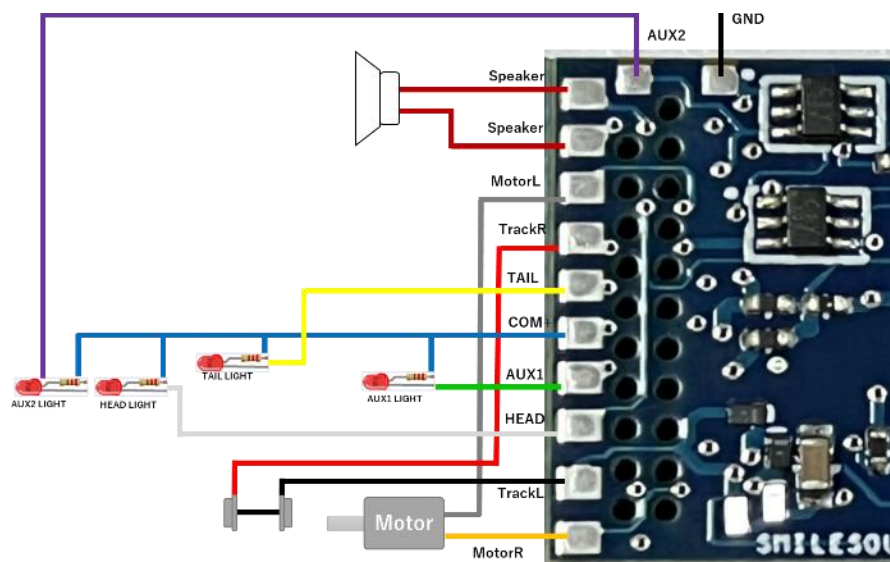 GND
AUX2
Speaker
Speaker
MotorL
TrackR
TAIL
COM+
AUX1
HEAD
TrackL
MotorR
TAIL LIGHT
AUX2 LIGHT
HEAD LIGHT
AUX1 LIGHT
Motor